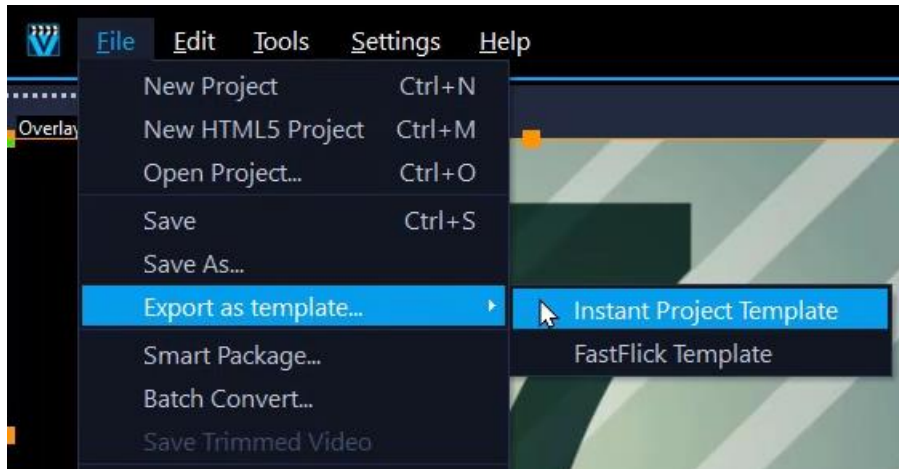 File Edit Tools Settings Help
New Project Ctrl+N
New HTML5 Project Ctrl+M
Overlay
Open Project... Ctrl+O
Save Ctrl+S
Save As...
Export as template...
Instant Project Template
FastFlick Template
Smart Package...
Batch Convert...
Save Trimmed Video